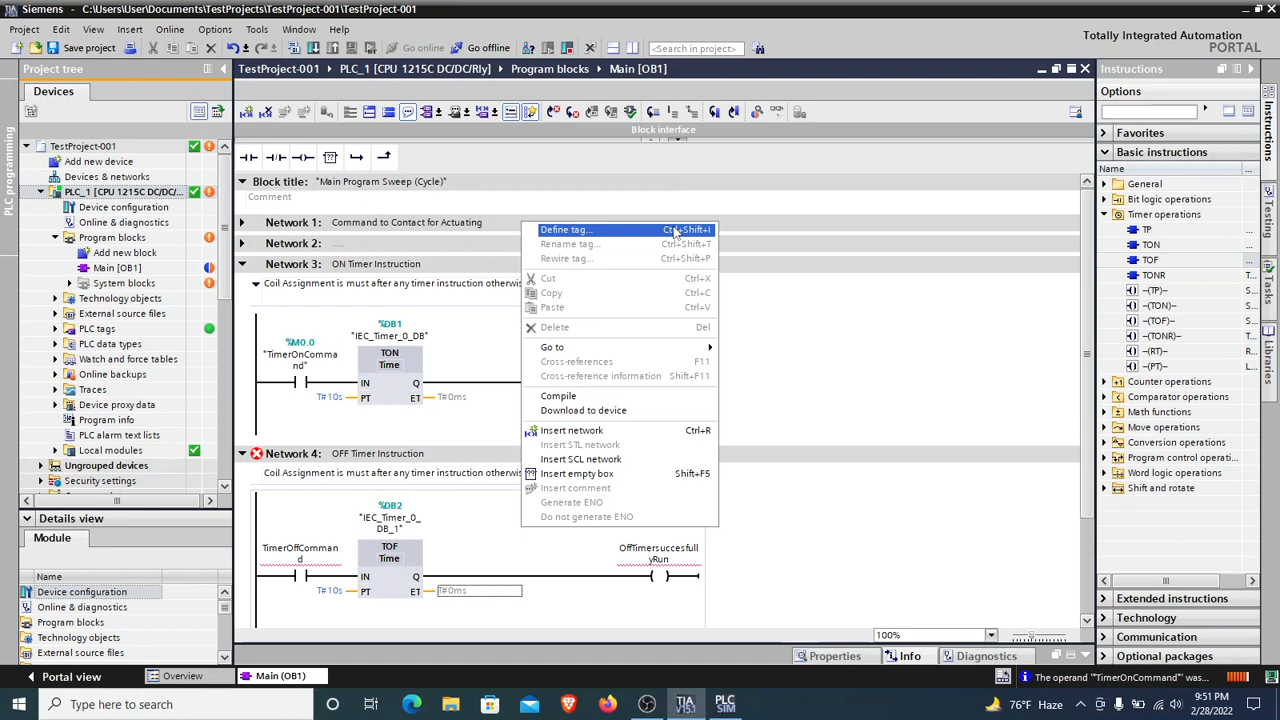 Siemens - C:\Users\User\Documents\TestProjects\TestProject-001\TestProject-001
Project Edit View Insert Online Options Tools Window Help
Totally Integrated Automation
PORTAL
Save project
Go online
Go offline
<Search in project>
Project tree
TestProject-001
PLC_1 [CPU 1215C DC/DC/Rly]
Program blocks
Main [OB1]
Instructions
Devices
Options
Block interface
PLC programming
TestProject-001
Add new device
Devices & networks
PLC_1 [CPU 1215C DC/DC/...
Device configuration
Online & diagnostics
Program blocks
Add new block
Main [OB1]
System blocks
Technology objects
External source files
PLC tags
PLC data types
Watch and force tables
Online backups
Traces
Device proxy data
Program info
PLC alarm text lists
Local modules
Ungrouped devices
Security settings
Details view
Module
Name
Device configuration
Online & diagnostics
Program blocks
Technology objects
External source files
Block title: "Main Program Sweep (Cycle)"
Comment
Network 1: Command to Contact for Actuating
Network 2: .....
Network 3: ON Timer Instruction
Coil Assignment is must after any timer instruction otherwis
%DB1
"IEC_Timer_0_DB"
%M0.0
"TimerOnComma
nd"
TON
Time
IN Q
T#10s PT ET T#0ms
Network 4: OFF Timer Instruction
Coil Assignment is must after any timer instruction otherwis
%DB2
"IEC_Timer_0_
DB_1"
TimerOffComman
d
TOF
Time
OffTimersuccesfull
yRun
IN Q
T#10s PT ET T#0ms
Define tag... Ctrl+Shift+I
Rename tag... Ctrl+Shift+T
Rewire tag... Ctrl+Shift+P
Cut Ctrl+X
Copy Ctrl+C
Paste Ctrl+V
Delete Del
Go to
Cross-references F11
Cross-reference information Shift+F11
Compile
Download to device
Insert network Ctrl+R
Insert STL network
Insert SCL network
Insert empty box Shift+F5
Insert comment
Generate ENO
Do not generate ENO
100%
Favorites
Basic instructions
Name ...
General
Bit logic operations
Timer operations
TP
TON
TOF
TONR
–(TP)– S...
–(TON)– S...
–(TOF)– S...
–(TONR)– S...
–(RT)– R...
–(PT)– L...
Counter operations
Comparator operations
Math functions
Move operations
Conversion operations
Program control operati...
Word logic operations
Shift and rotate
Extended instructions
Technology
Communication
Optional packages
Instructions
Testing
Tasks
Libraries
Properties
Info
Diagnostics
Portal view
Overview
Main (OB1)
The operand "TimerOnCommand" was...
Type here to search
TIA
V15.1
PLC
SIM
76°F Haze
9:51 PM
2/28/2022